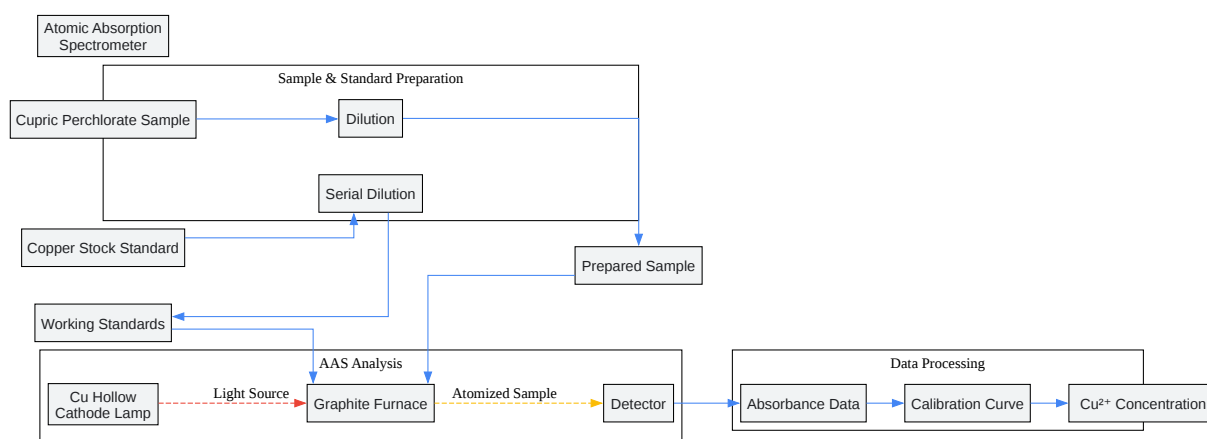 Atomic Absorption
Spectrometer
Sample & Standard Preparation
Cupric Perchlorate Sample
Dilution
Serial Dilution
Copper Stock Standard
Prepared Sample
Working Standards
AAS Analysis
Data Processing
Cu Hollow
Cathode Lamp
Light Source
Graphite Furnace
Atomized Sample
Detector
Absorbance Data
Calibration Curve
Cu²⁺ Concentration